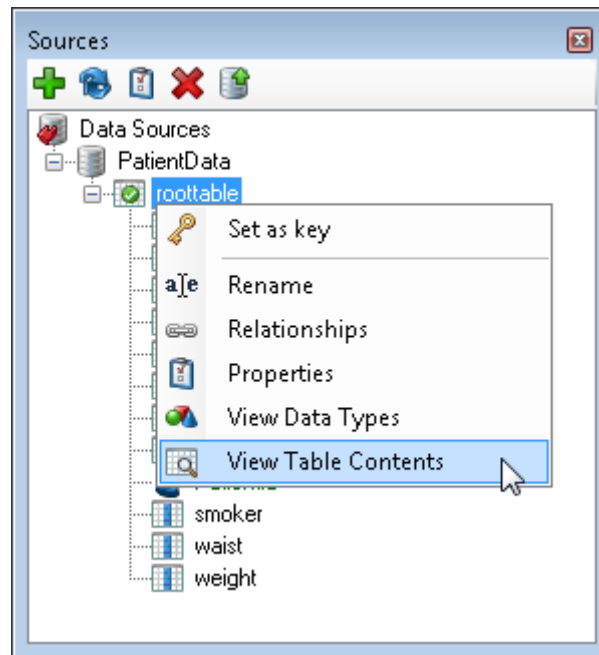 Sources
Data Sources
PatientData
roottable
Set as key
Rename
Relationships
Properties
View Data Types
View Table Contents
smoker
waist
weight